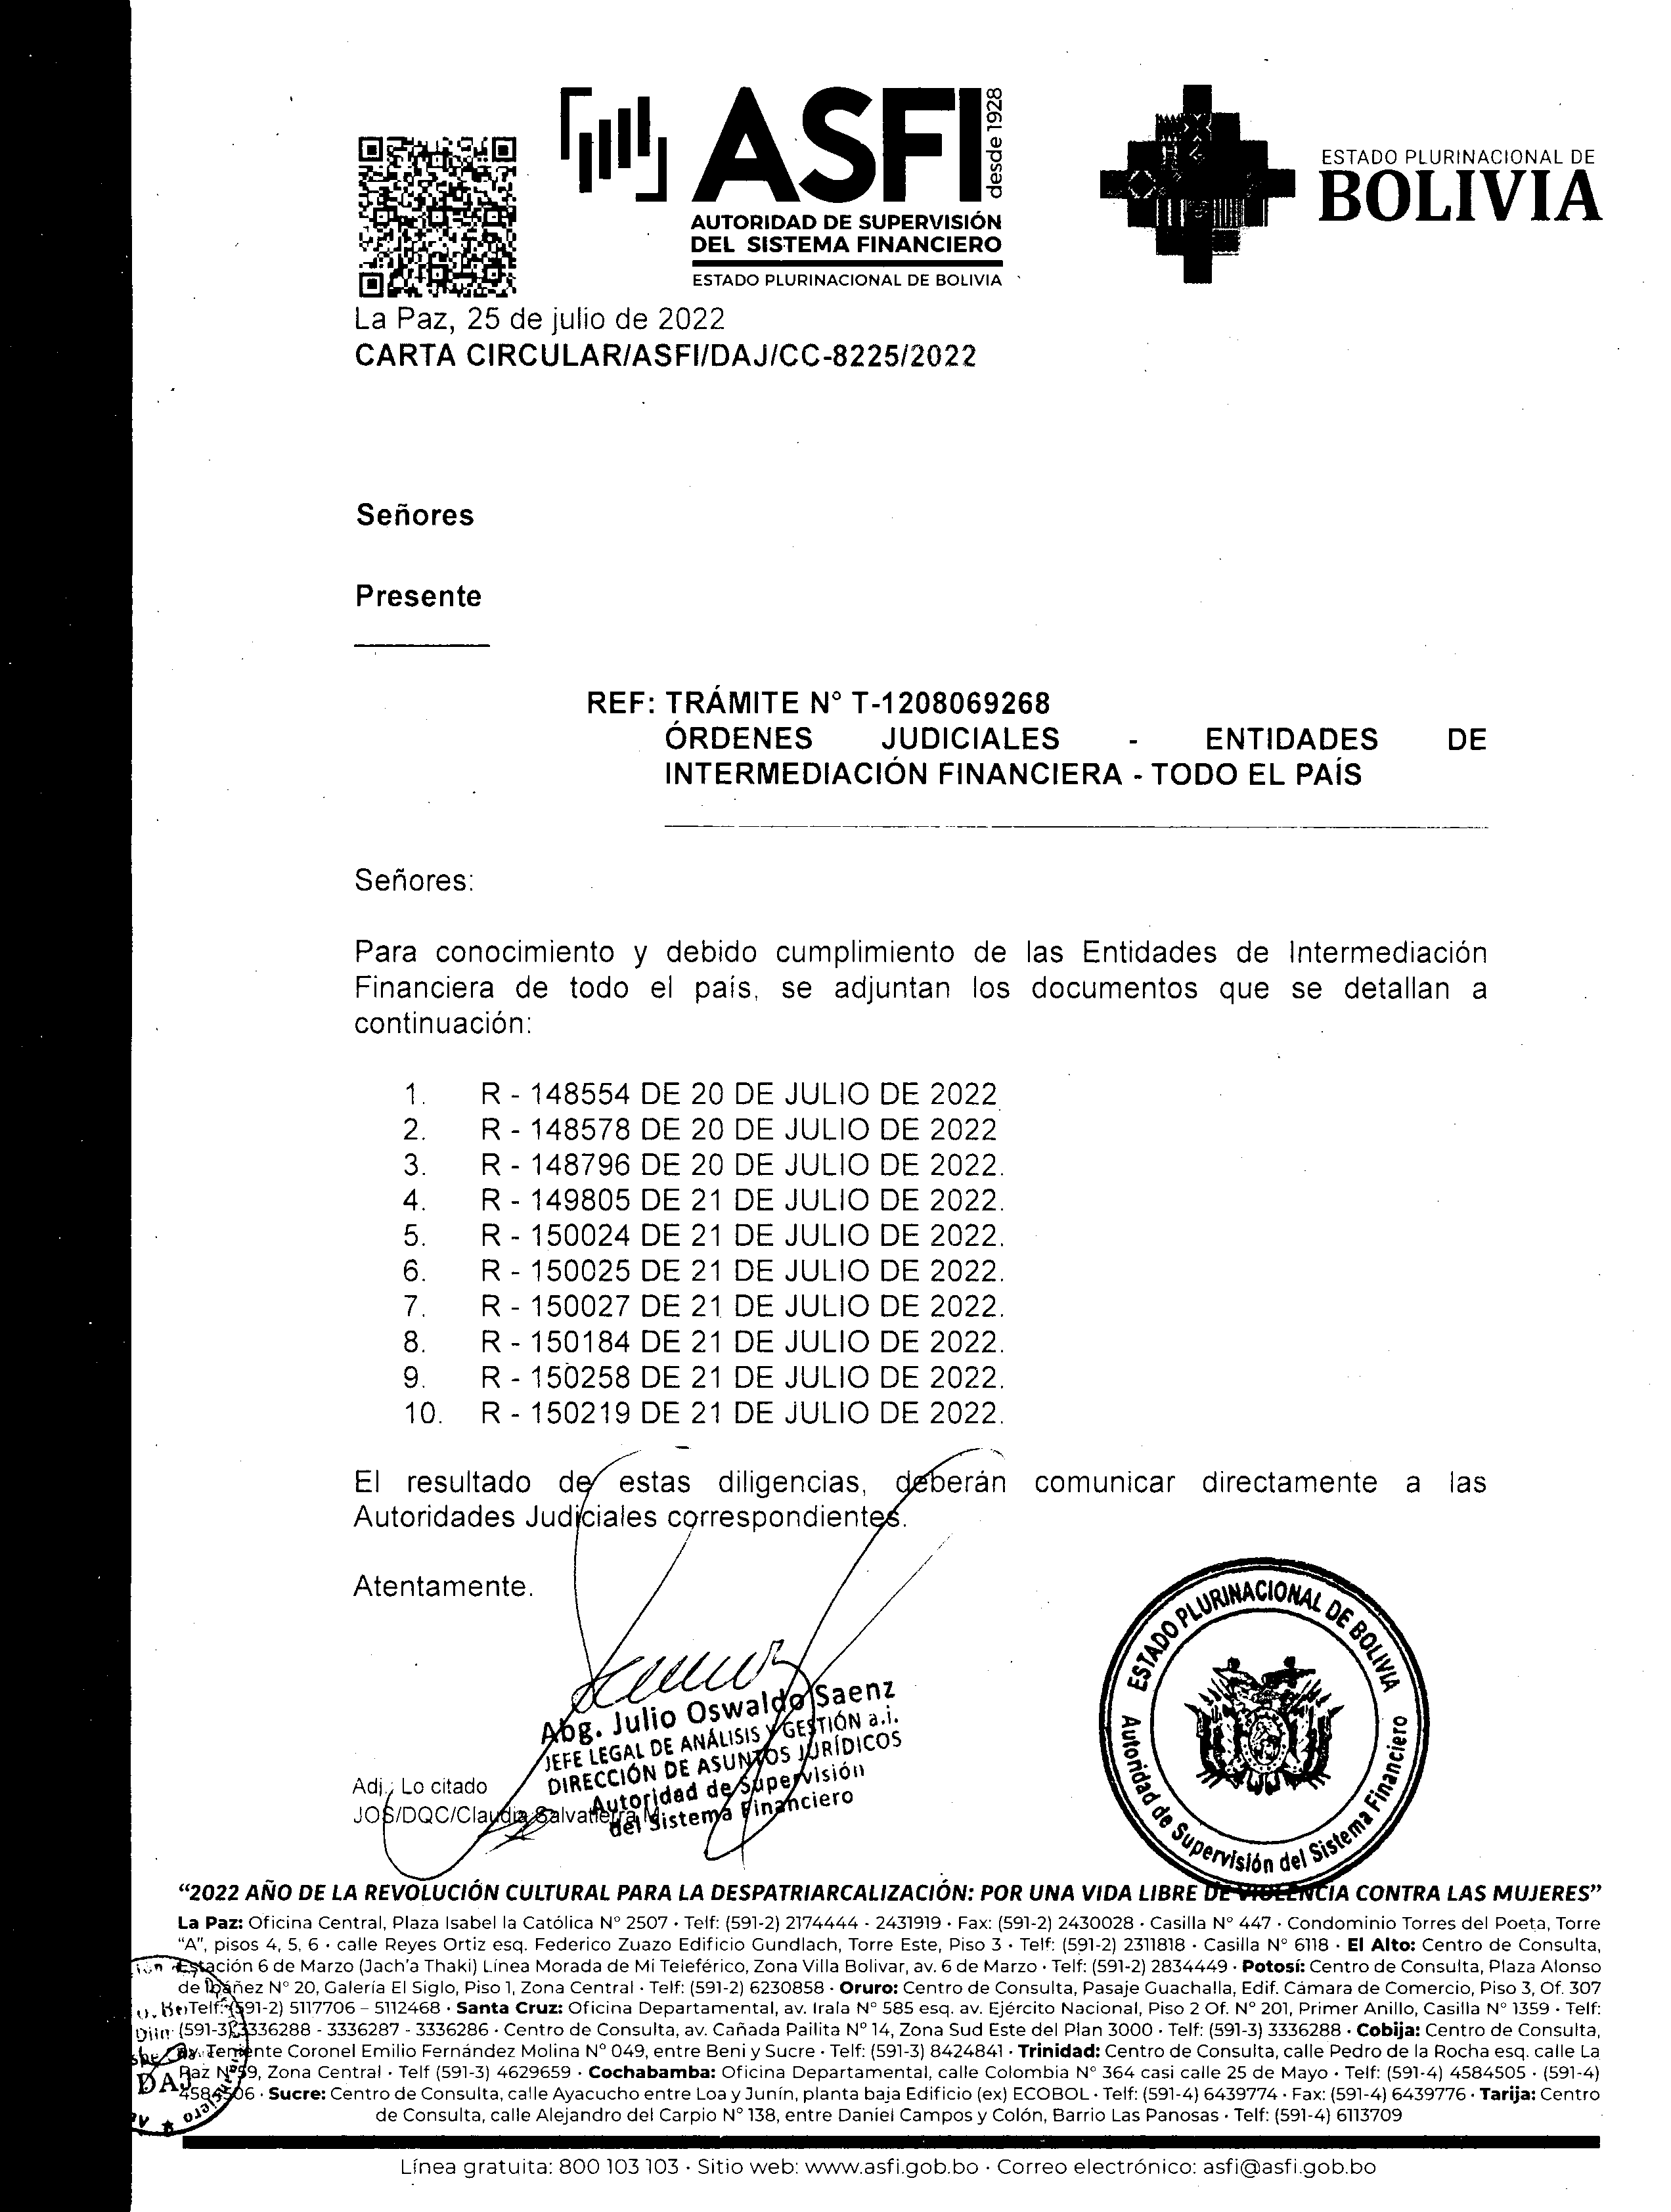 ASFI
desde 1928
AUTORIDAD DE SUPERVISIÓN
DEL SISTEMA FINANCIERO
ESTADO PLURINACIONAL DE BOLIVIA
ESTADO PLURINACIONAL DE
BOLIVIA
La Paz, 25 de julio de 2022
CARTA CIRCULAR/ASFI/DAJ/CC-8225/2022
Señores
Presente
REF: TRÁMITE N° T-1208069268
ÓRDENES JUDICIALES - ENTIDADES DE
INTERMEDIACIÓN FINANCIERA - TODO EL PAÍS
Señores:
Para conocimiento y debido cumplimiento de las Entidades de Intermediación
Financiera de todo el país, se adjuntan los documentos que se detallan a
continuación:
1. R - 148554 DE 20 DE JULIO DE 2022
2. R - 148578 DE 20 DE JULIO DE 2022
3. R - 148796 DE 20 DE JULIO DE 2022.
4. R - 149805 DE 21 DE JULIO DE 2022.
5. R - 150024 DE 21 DE JULIO DE 2022.
6. R - 150025 DE 21 DE JULIO DE 2022.
7. R - 150027 DE 21 DE JULIO DE 2022.
8. R - 150184 DE 21 DE JULIO DE 2022.
9. R - 150258 DE 21 DE JULIO DE 2022.
10. R - 150219 DE 21 DE JULIO DE 2022.
El resultado de estas diligencias, deberán comunicar directamente a las
Autoridades Judiciales correspondientes.
Atentamente.
Abg. Julio Oswaldo Saenz
JEFE LEGAL DE ANÁLISIS Y GESTIÓN a.i.
DIRECCIÓN DE ASUNTOS JURÍDICOS
Autoridad de Supervisión
del Sistema Financiero
ESTADO PLURINACIONAL DE BOLIVIA
Autoridad de Supervisión del Sistema Financiero
Adj.: Lo citado
JOS/DQC/Claudia Salvatierra M.
“2022 AÑO DE LA REVOLUCIÓN CULTURAL PARA LA DESPATRIARCALIZACIÓN: POR UNA VIDA LIBRE DE VIOLENCIA CONTRA LAS MUJERES”
La Paz: Oficina Central, Plaza Isabel la Católica N° 2507 · Telf: (591-2) 2174444 - 2431919 · Fax: (591-2) 2430028 · Casilla N° 447 · Condominio Torres del Poeta, Torre
“A”, pisos 4, 5, 6 · calle Reyes Ortiz esq. Federico Zuazo Edificio Gundlach, Torre Este, Piso 3 · Telf: (591-2) 2311818 · Casilla N° 6118 · El Alto: Centro de Consulta,
Estación 6 de Marzo (Jach’a Thaki) Línea Morada de Mi Teleférico, Zona Villa Bolivar, av. 6 de Marzo · Telf: (591-2) 2834449 · Potosí: Centro de Consulta, Plaza Alonso
de Ibáñez N° 20, Galería El Siglo, Piso 1, Zona Central · Telf: (591-2) 6230858 · Oruro: Centro de Consulta, Pasaje Guachalla, Edif. Cámara de Comercio, Piso 3, Of. 307
Telf: (591-2) 5117706 – 5112468 · Santa Cruz: Oficina Departamental, av. Irala N° 585 esq. av. Ejército Nacional, Piso 2 Of. N° 201, Primer Anillo, Casilla N° 1359 · Telf:
(591-3) 3336288 - 3336287 - 3336286 · Centro de Consulta, av. Cañada Pailita N° 14, Zona Sud Este del Plan 3000 · Telf: (591-3) 3336288 · Cobija: Centro de Consulta,
av. Teniente Coronel Emilio Fernández Molina N° 049, entre Beni y Sucre · Telf: (591-3) 8424841 · Trinidad: Centro de Consulta, calle Pedro de la Rocha esq. calle La
Paz N°59, Zona Central · Telf (591-3) 4629659 · Cochabamba: Oficina Departamental, calle Colombia N° 364 casi calle 25 de Mayo · Telf: (591-4) 4584505 · (591-4)
4584506 · Sucre: Centro de Consulta, calle Ayacucho entre Loa y Junín, planta baja Edificio (ex) ECOBOL · Telf: (591-4) 6439774 · Fax: (591-4) 6439776 · Tarija: Centro
de Consulta, calle Alejandro del Carpio N° 138, entre Daniel Campos y Colón, Barrio Las Panosas · Telf: (591-4) 6113709
DAJ
Línea gratuita: 800 103 103 · Sitio web: www.asfi.gob.bo · Correo electrónico: asfi@asfi.gob.bo